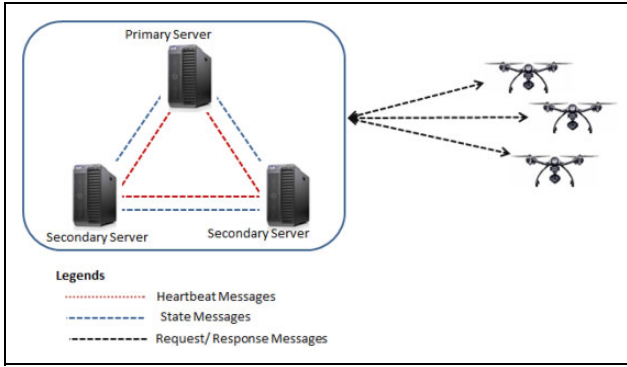 Primary Server
Secondary Server
Secondary Server
Legends
Heartbeat Messages
State Messages
Request/ Response Messages